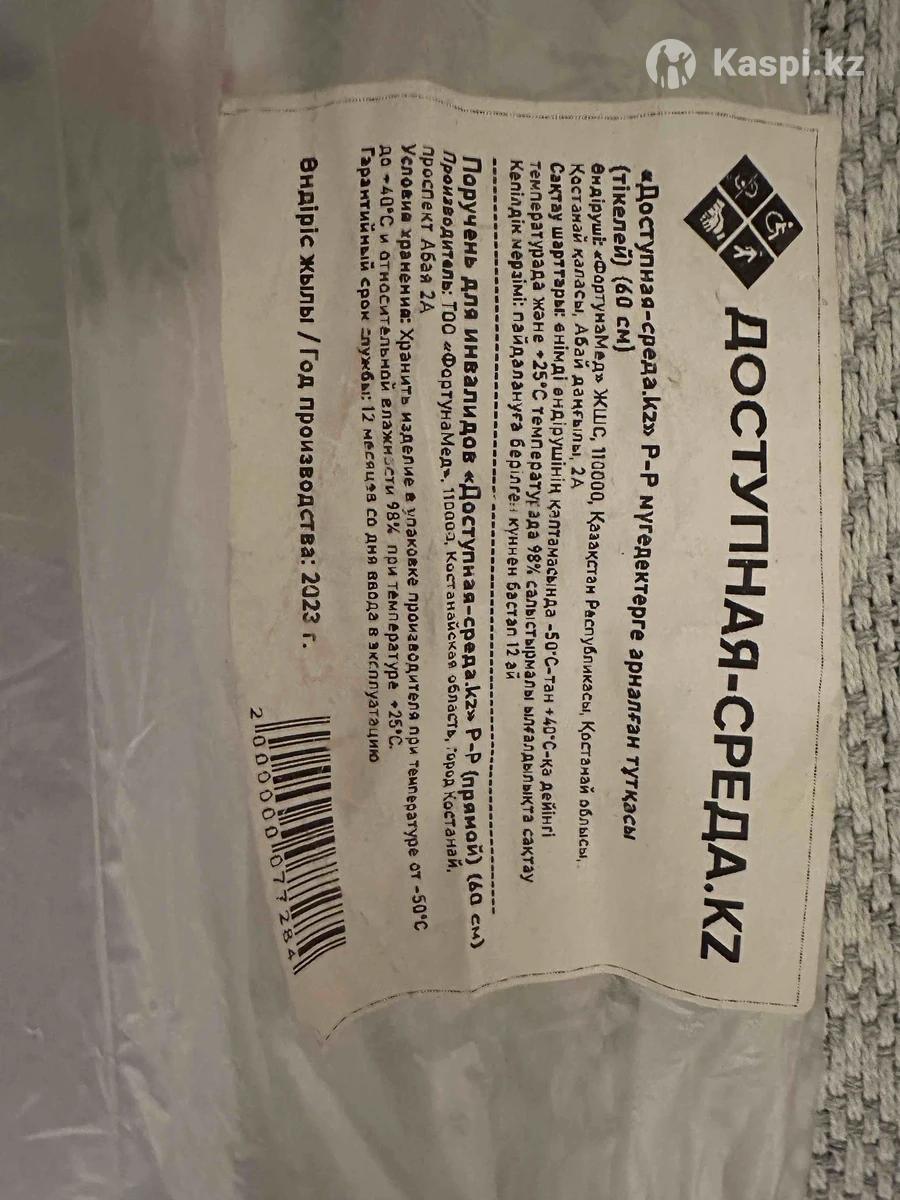 Kaspi.kz
ДОСТУПНАЯ-СРЕДА.KZ
«Доступная-среда.kz» Р-Р мүгедектерге арналған тұтқасы
(тікелей) (60 см)
Өндіруші: «ФортунаМед» ЖШС, 110000, Қазақстан Республикасы, Қостанай облысы,
Қостанай қаласы, Абай даңғылы, 2А
Сақтау шарттары: өнімді өндірушінің қаптамасында -50°С-тан +40°С-қа дейінгі
температурада және +25°С температурада 98% салыстырмалы ылғалдылықта сақтау
Кепілдік мерзімі: пайдалануға берілген күннен бастап 12 ай
Поручень для инвалидов «Доступная-среда.kz» Р-Р (прямой) (60 см)
Производитель: ТОО «ФортунаМед», 110000, Костанайская область, город Костанай,
проспект Абая 2А
Условия хранения: Хранить изделие в упаковке производителя при температуре от -50°С
до +40°С и относительной влажности 98% при температуре +25°С.
Гарантийный срок службы: 12 месяцев со дня ввода в эксплуатацию
Өндіріс жылы / Год производства: 2023 г.
2 000000 077284